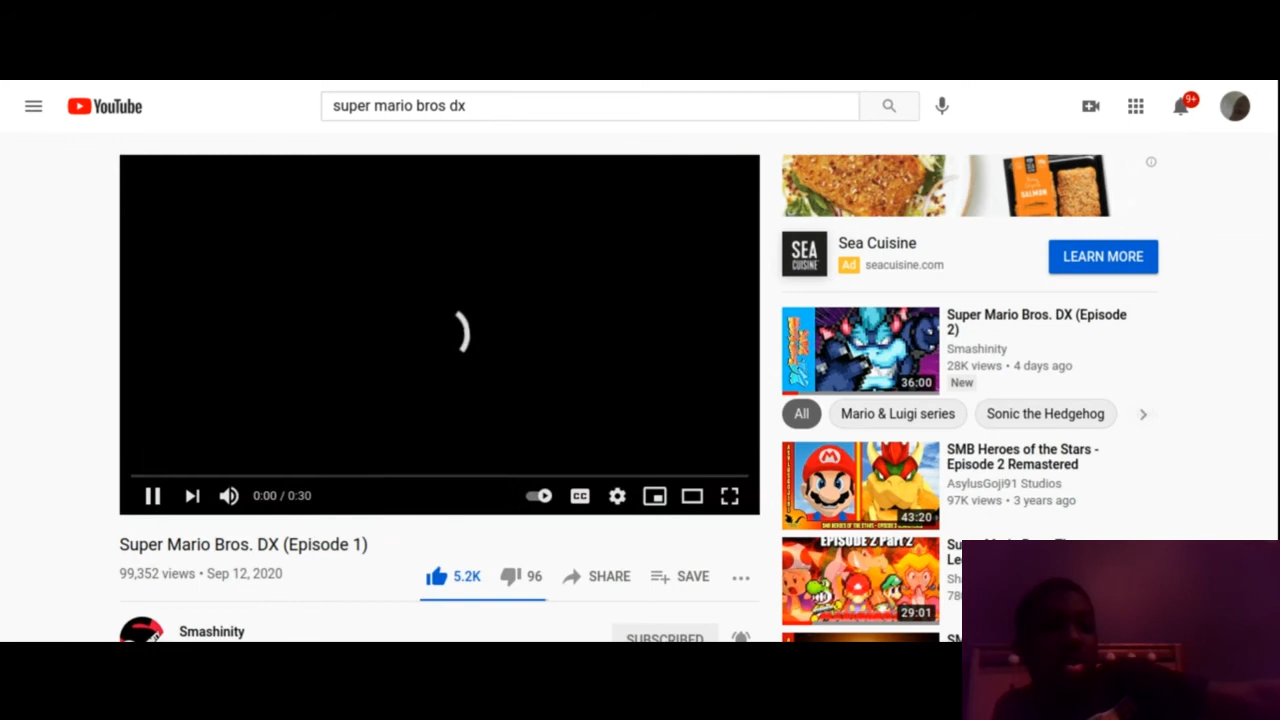 YouTube
super mario bros dx
9+
SALMON
SEA
CUISINE
Sea Cuisine
Ad seacuisine.com
LEARN MORE
Super Mario Bros. DX (Episode
2)
Smashinity
28K views • 4 days ago
New
36:00
All
Mario & Luigi series
Sonic the Hedgehog
SMB Heroes of the Stars -
Episode 2 Remastered
AsylusGoji91 Studios
97K views • 3 years ago
43:20
EPISODE 2 Part 2
29:01
0:00 / 0:30
CC
Super Mario Bros. DX (Episode 1)
99,352 views • Sep 12, 2020
5.2K
96
SHARE
SAVE
Smashinity
SUBSCRIBED